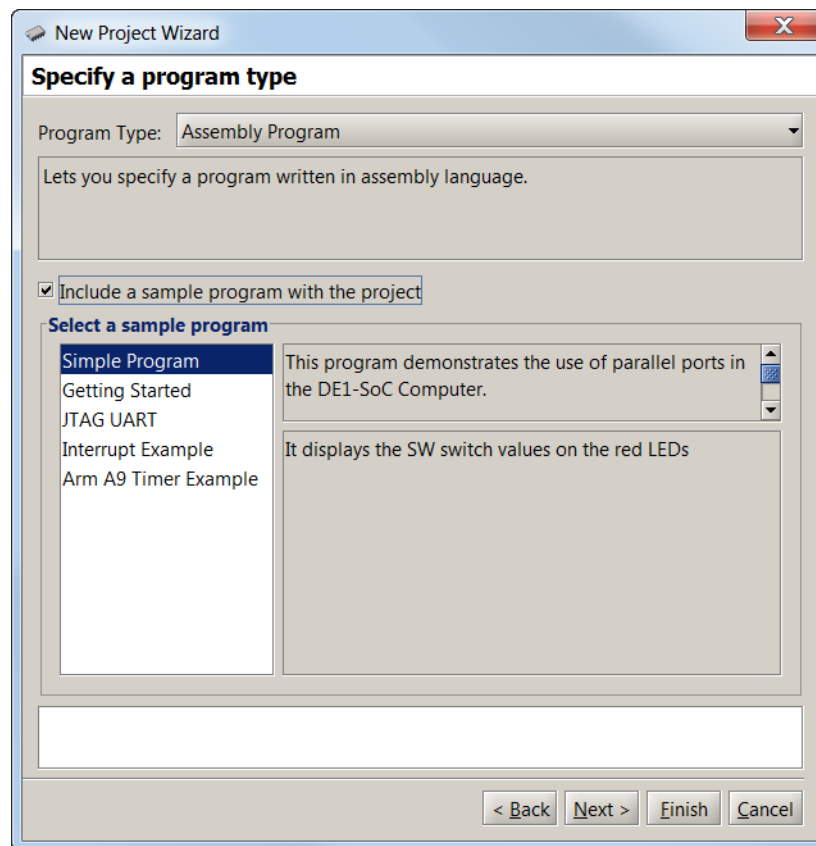 New Project Wizard
Specify a program type
Program Type: Assembly Program
Lets you specify a program written in assembly language.
Include a sample program with the project
Select a sample program
Simple Program
Getting Started
JTAG UART
Interrupt Example
Arm A9 Timer Example
This program demonstrates the use of parallel ports in
the DE1-SoC Computer.
It displays the SW switch values on the red LEDs
< Back Next > Finish Cancel